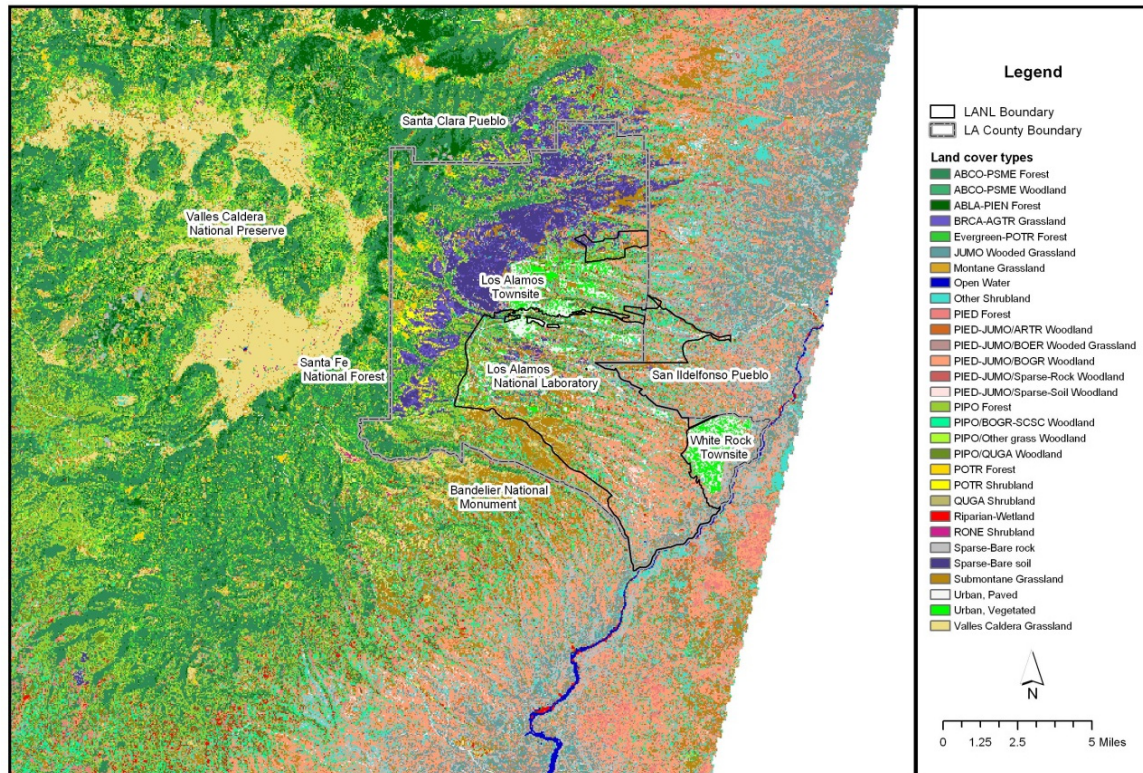 Santa Clara Pueblo
Valles Caldera
National Preserve
Los Alamos
Townsite
Santa Fe
National Forest
Los Alamos
National Laboratory
San Ildefonso Pueblo
White Rock
Townsite
Bandelier National
Monument
Legend
LANL Boundary
LA County Boundary
Land cover types
ABCO-PSME Forest
ABCO-PSME Woodland
ABLA-PIEN Forest
BRCA-AGTR Grassland
Evergreen-POTR Forest
JUMO Wooded Grassland
Montane Grassland
Open Water
Other Shrubland
PIED Forest
PIED-JUMO/ARTR Woodland
PIED-JUMO/BOER Wooded Grassland
PIED-JUMO/BOGR Woodland
PIED-JUMO/Sparse-Rock Woodland
PIED-JUMO/Sparse-Soil Woodland
PIPO Forest
PIPO/BOGR-SCSC Woodland
PIPO/Other grass Woodland
PIPO/QUGA Woodland
POTR Forest
POTR Shrubland
QUGA Shrubland
Riparian-Wetland
RONE Shrubland
Sparse-Bare rock
Sparse-Bare soil
Submontane Grassland
Urban, Paved
Urban, Vegetated
Valles Caldera Grassland
N
0 1.25 2.5 5 Miles